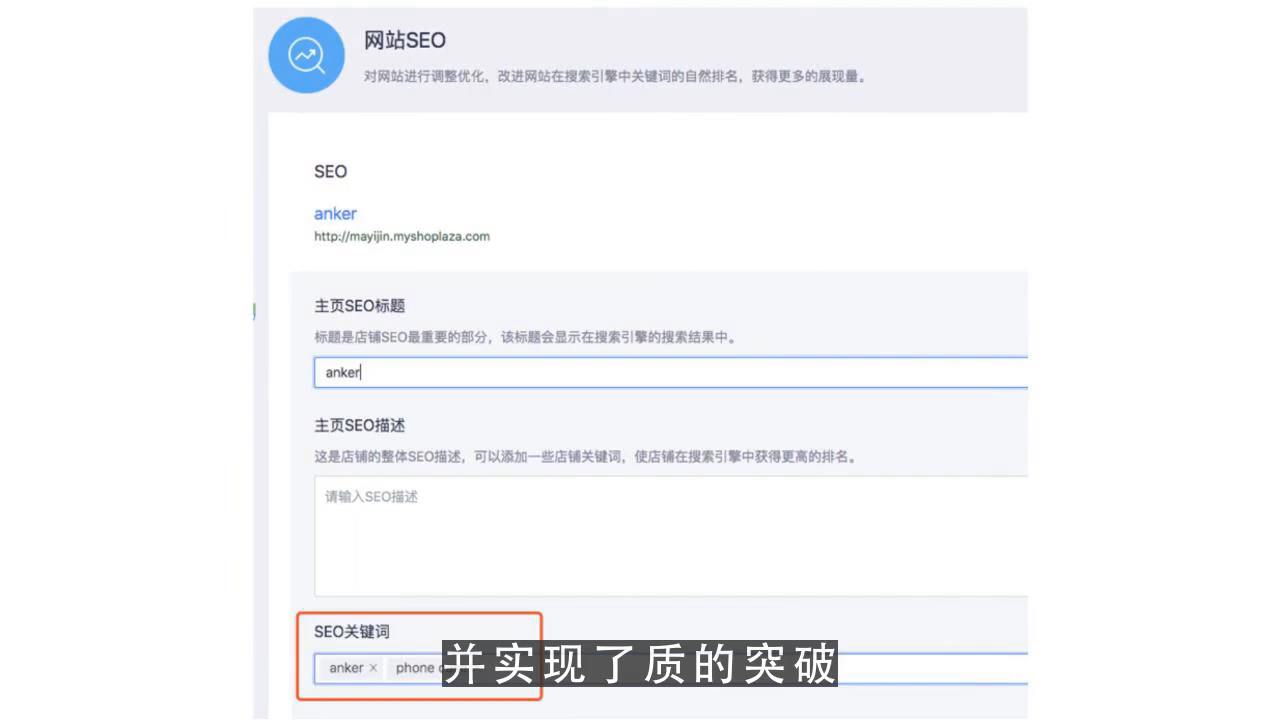 网站SEO
对网站进行调整优化，改进网站在搜索引擎中关键词的自然排名，获得更多的展现量。
SEO
anker
http://mayijin.myshoplaza.com
主页SEO标题
标题是店铺SEO最重要的部分，该标题会显示在搜索引擎的搜索结果中。
anker
主页SEO描述
这是店铺的整体SEO描述，可以添加一些店铺关键词，使店铺在搜索引擎中获得更高的排名。
请输入SEO描述
SEO关键词
anker × phone
并实现了质的突破